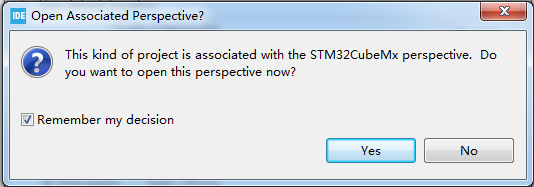 IDE Open Associated Perspective?
This kind of project is associated with the STM32CubeMx perspective. Do
you want to open this perspective now?
Remember my decision
Yes No